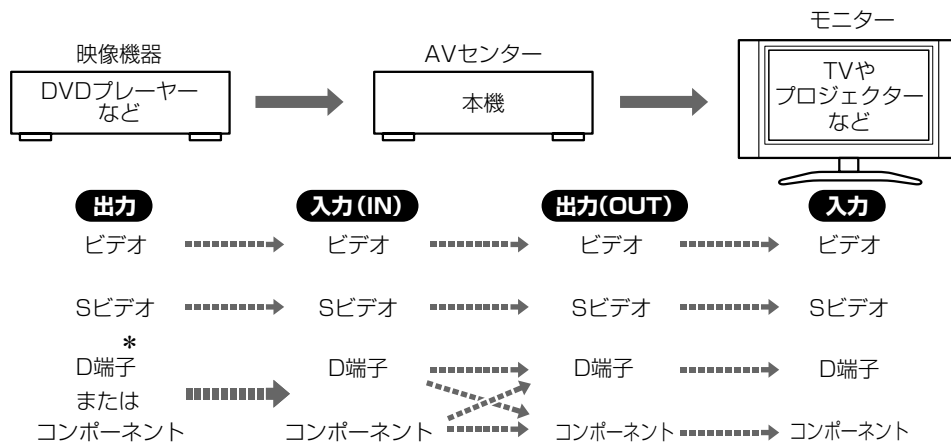 モニター
映像機器
AVセンター
DVDプレーヤー
など
本機
TVや
プロジェクター
など
出力
入力(IN)
出力(OUT)
入力
ビデオ
ビデオ
ビデオ
ビデオ
Sビデオ
Sビデオ
Sビデオ
Sビデオ
*
D端子
または
コンポーネント
D端子
D端子
D端子
コンポーネント
コンポーネント
コンポーネント